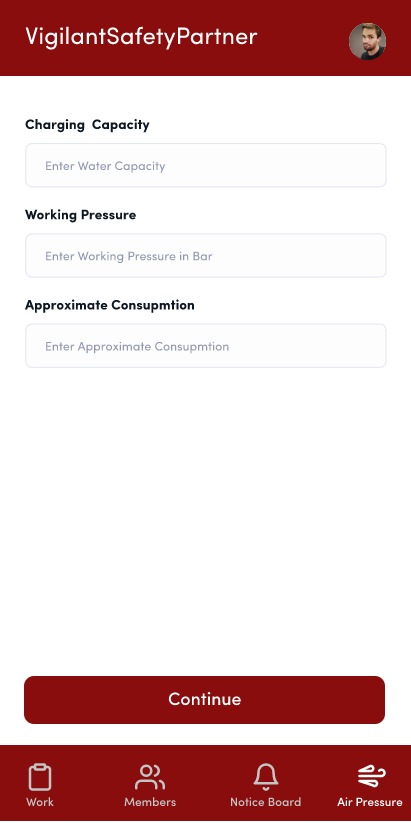 VigilantSafetyPartner
Charging  Capacity
Enter Water Capacity
Working Pressure
Enter Working Pressure in Bar
Approximate Consupmtion
Enter Approximate Consupmtion
Continue
Work
Members
Notice Board
Air Pressure